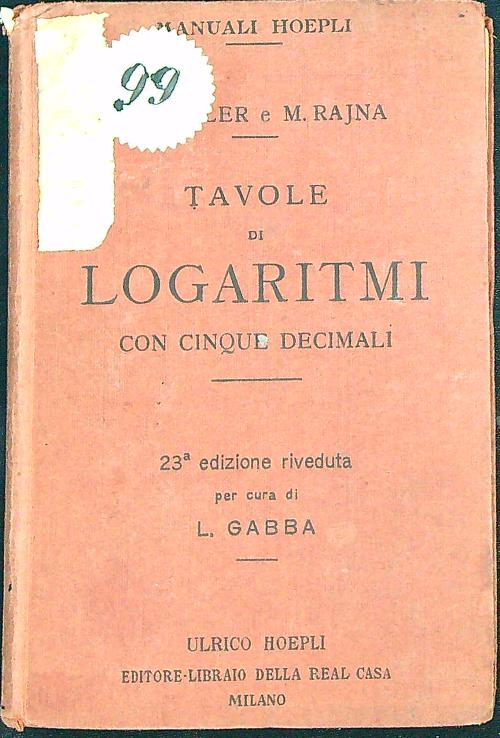 MANUALI HOEPLI
99
LER e M. RAJNA
TAVOLE
DI
LOGARITMI
CON CINQUE DECIMALI
23ª edizione riveduta
per cura di
L. GABBA
ULRICO HOEPLI
EDITORE-LIBRAIO DELLA REAL CASA
MILANO